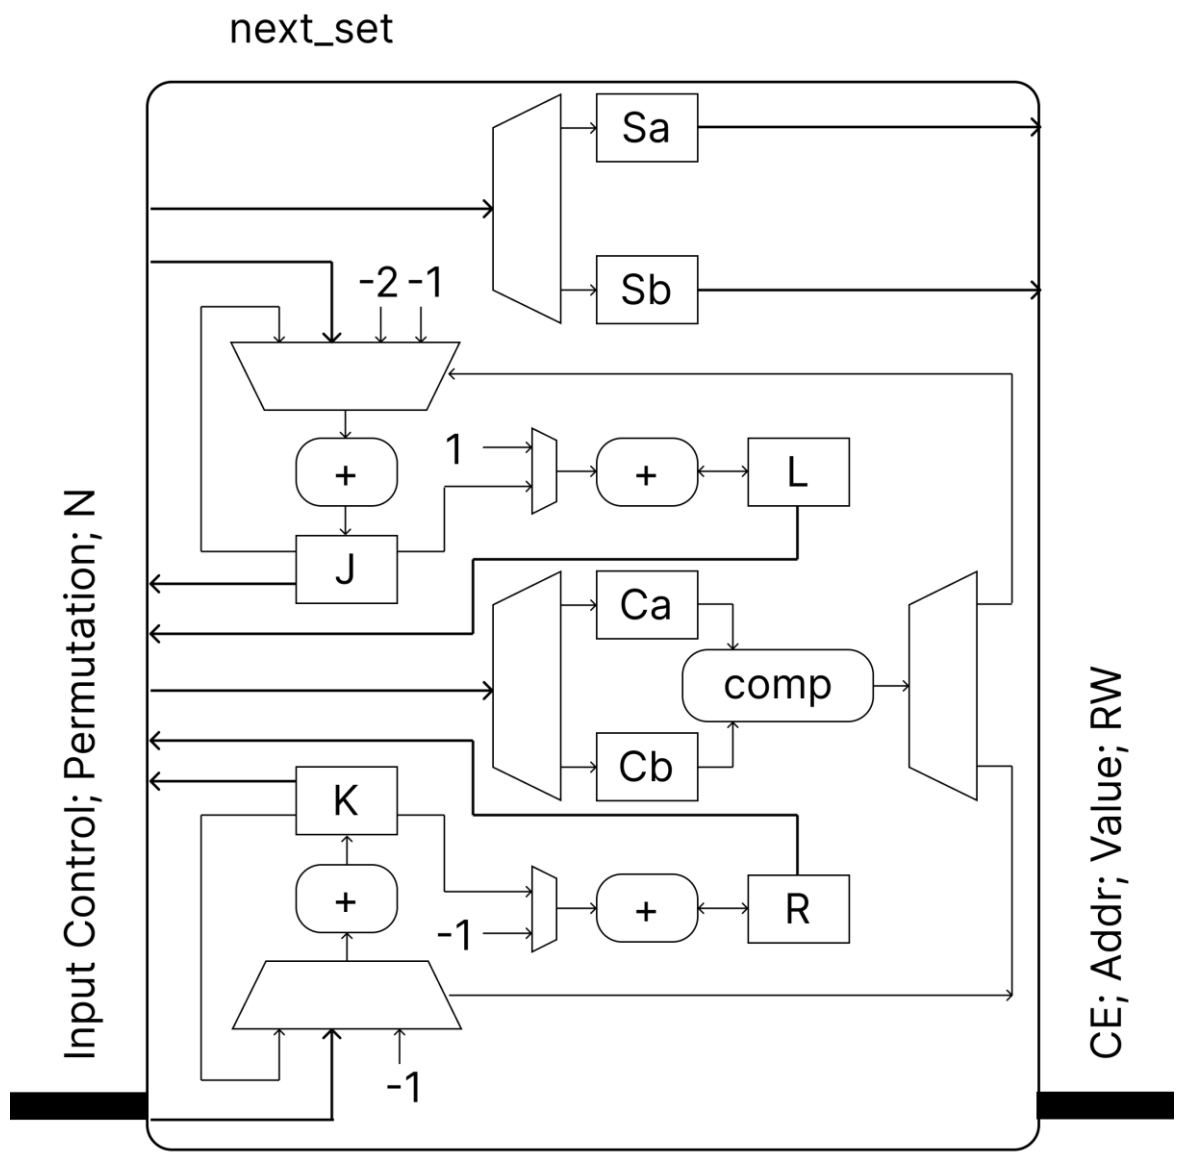 next_set
Sa
Sb
-2 -1
+
1
+
L
J
Ca
comp
Cb
K
+
-1
+
R
-1
Input Control; Permutation; N
CE; Addr; Value; RW